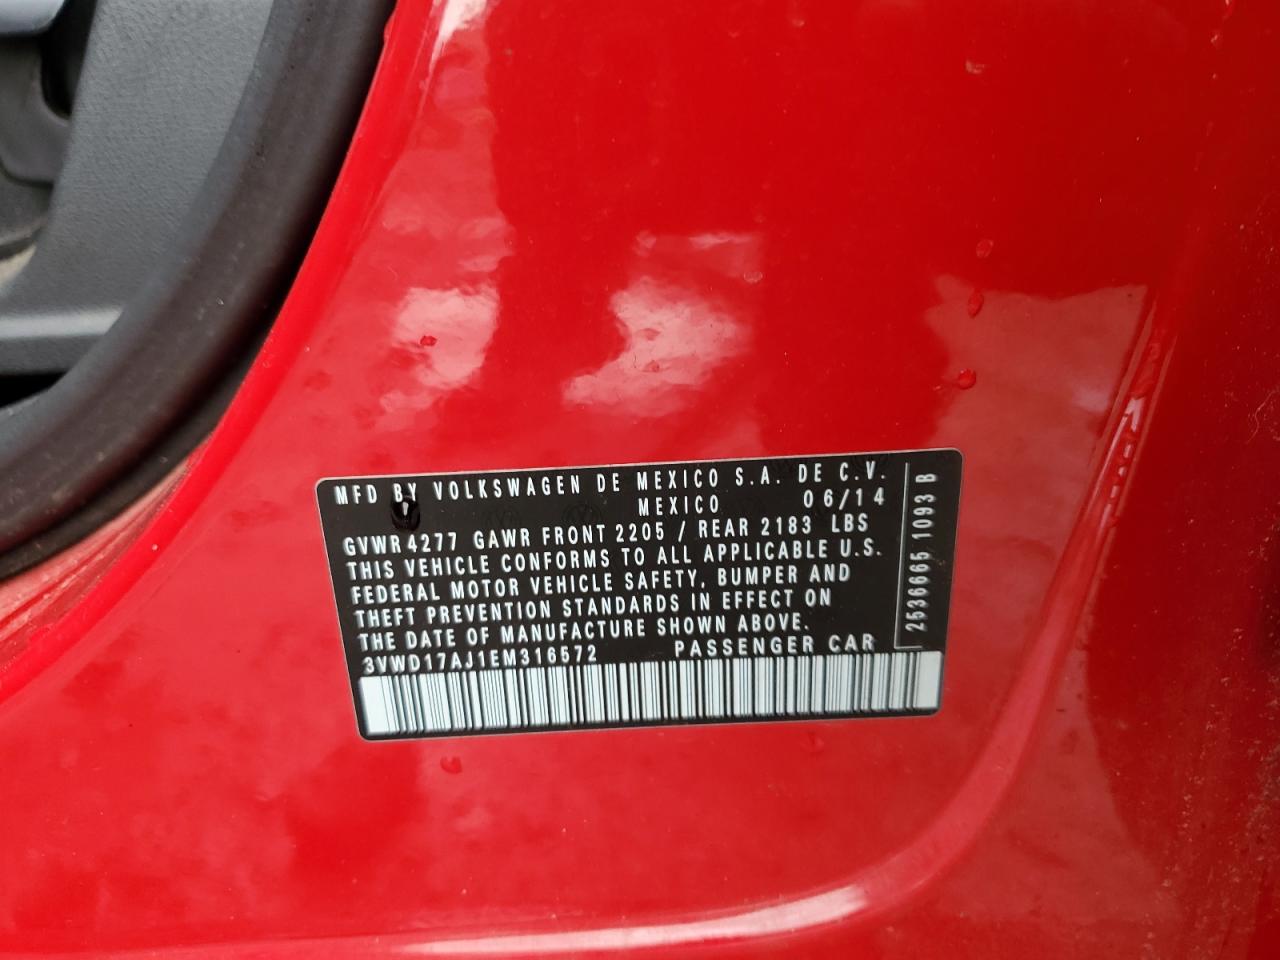 MFD BY VOLKSWAGEN DE MEXICO S.A. DE C.V.
MEXICO 06/14
GVWR 4277 GAWR FRONT 2205 / REAR 2183 LBS
THIS VEHICLE CONFORMS TO ALL APPLICABLE U.S.
FEDERAL MOTOR VEHICLE SAFETY, BUMPER AND
THEFT PREVENTION STANDARDS IN EFFECT ON
THE DATE OF MANUFACTURE SHOWN ABOVE.
3VWD17AJ1EM316572 PASSENGER CAR
2536665 1093 B